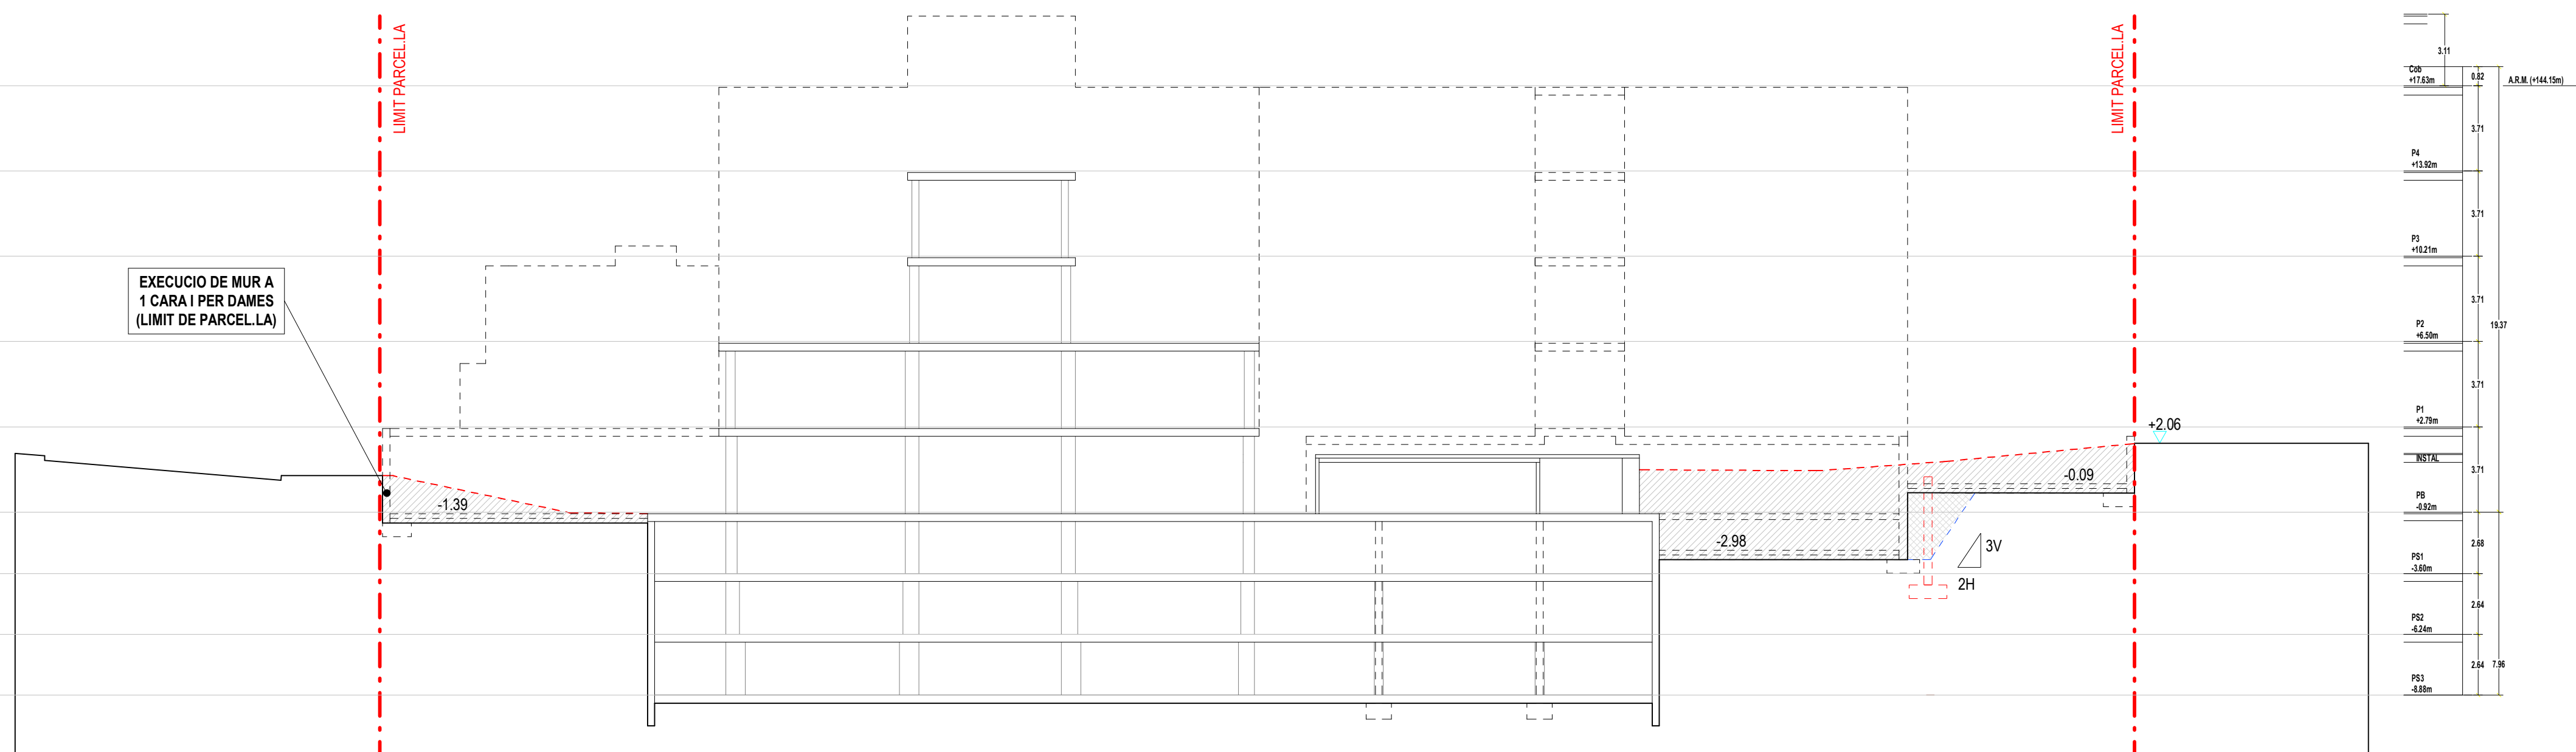 LIMIT PARCEL.LA
LIMIT PARCEL.LA
EXECUCIO DE MUR A
1 CARA I PER DAMES
(LIMIT DE PARCEL.LA)
-1.39
-2.98
-0.09
+2.06
3V
2H
3.11
Cob
+17.63m
0.82
A.R.M. (+144.15m)
3.71
P4
+13.92m
3.71
P3
+10.21m
3.71
P2
+6.50m
19.37
3.71
P1
+2.79m
INSTAL
3.71
PB
-0.92m
2.68
PS1
-3.60m
2.64
PS2
-6.24m
2.64
7.96
PS3
-8.88m